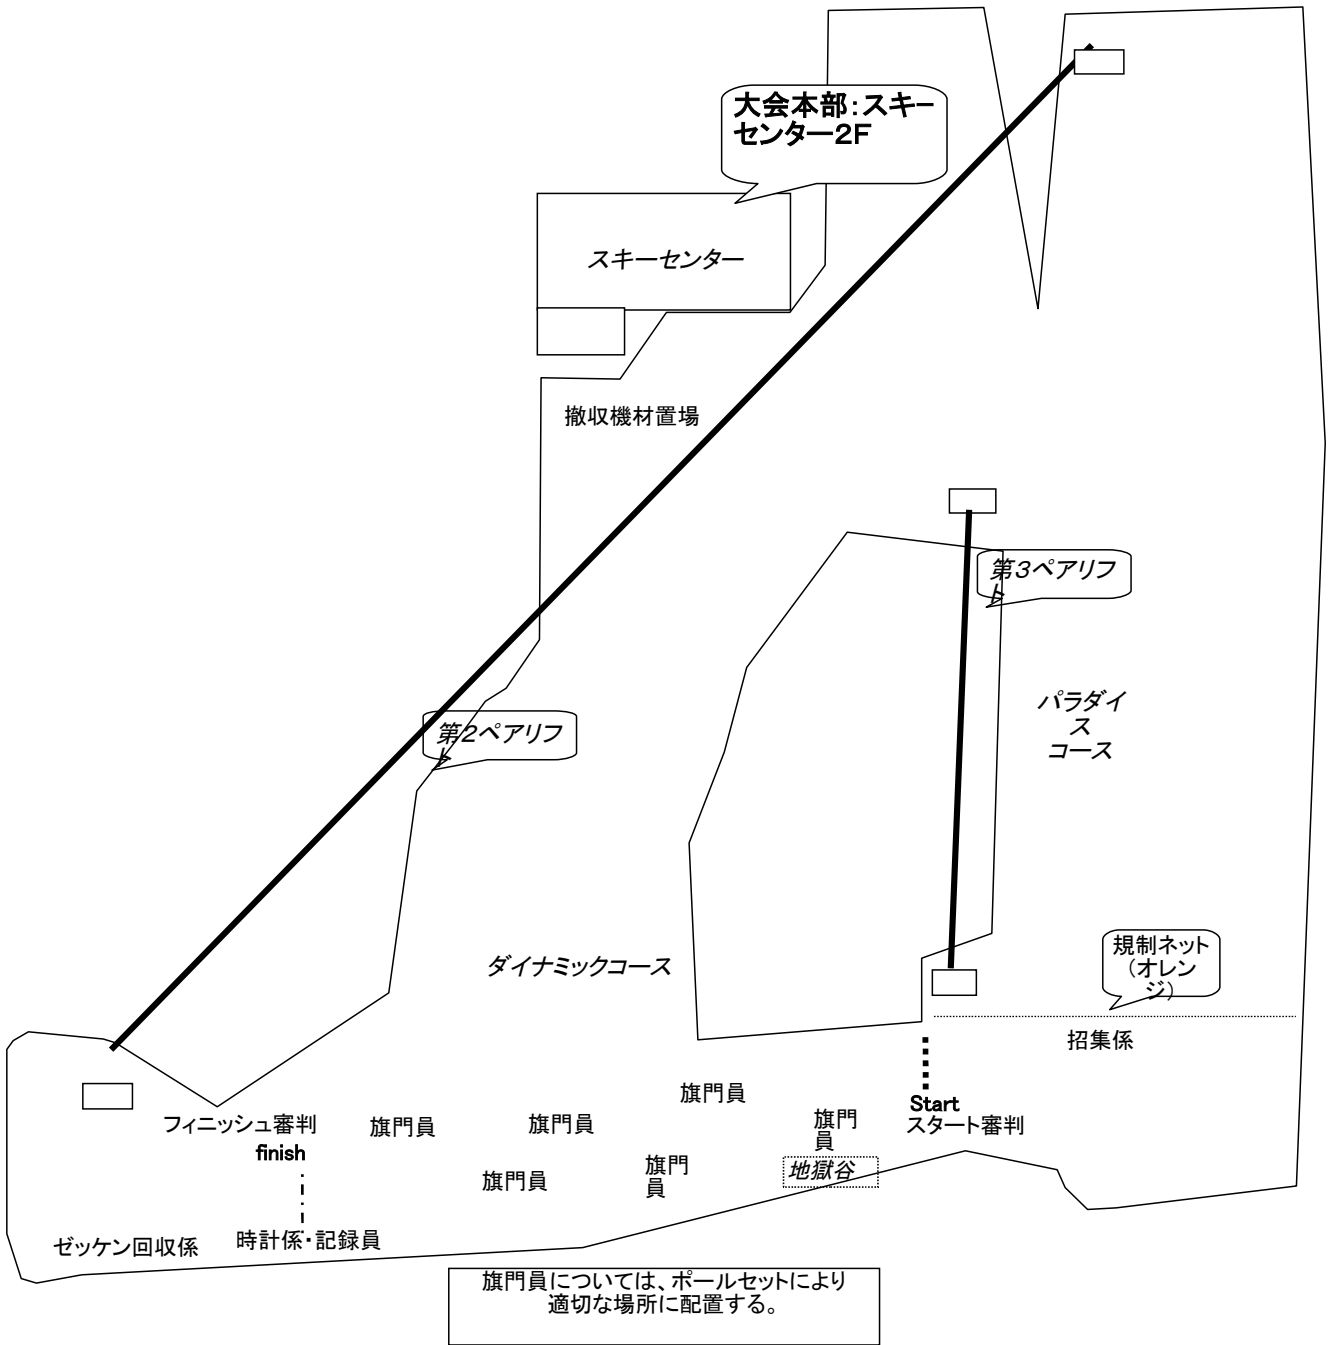 大会本部:スキー
センター2F
スキーセンター
撤収機材置場
第3ペアリフ
ト
第2ペアリフ
ト
パラダイ
ス
コース
ダイナミックコース
規制ネット
(オレン
ジ)
招集係
旗門員
Start
スタート審判
フィニッシュ審判
finish
旗門員
旗門員
旗門
員
旗門
員
地獄谷
旗門員
時計係・記録員
ゼッケン回収係
旗門員については、ポールセットにより
適切な場所に配置する。